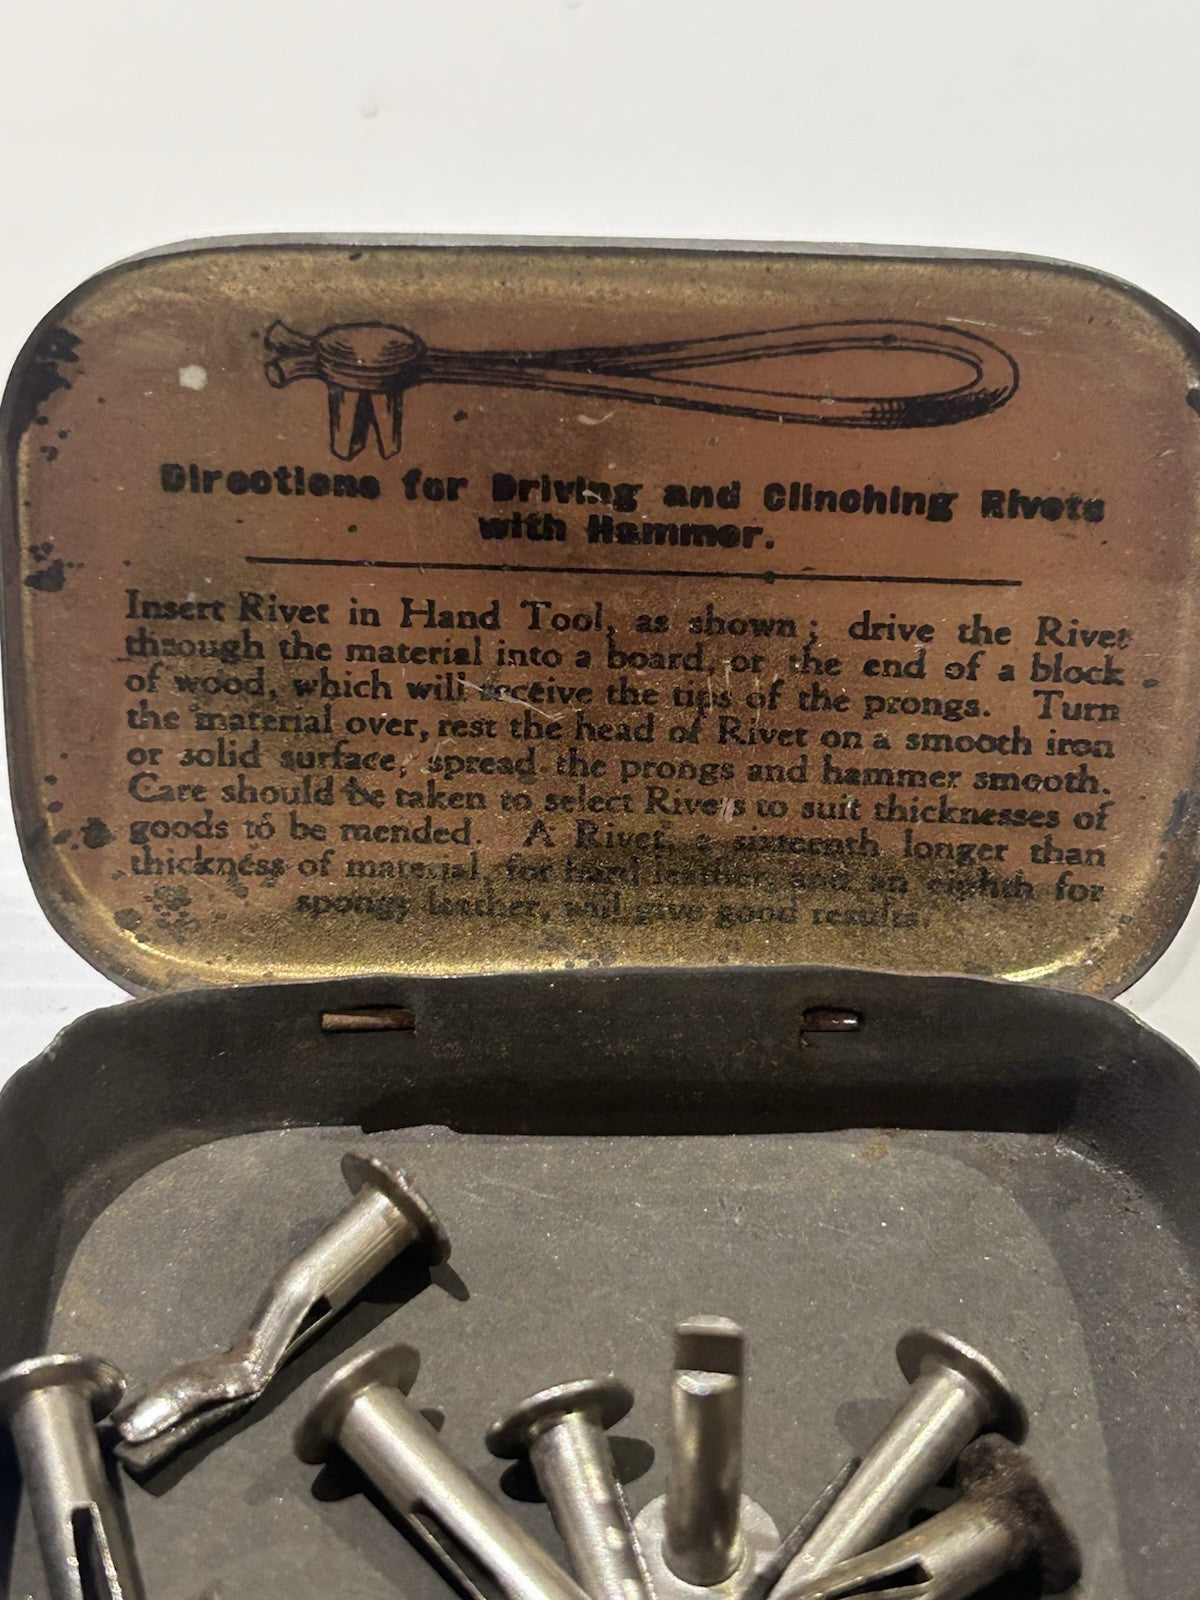 Directions for Driving and Clinching Rivets
with Hammer.
Insert Rivet in Hand Tool, as shown; drive the Rivet
through the material into a board, or the end of a block
of wood, which will receive the tips of the prongs. Turn
the material over, rest the head of Rivet on a smooth iron
or solid surface, spread the prongs and hammer smooth.
Care should be taken to select Rivets to suit thicknesses of
goods to be mended. A Rivet, a sixteenth longer than
thickness of material, for hard leather, and an eighth for
spongy leather, will give good results.